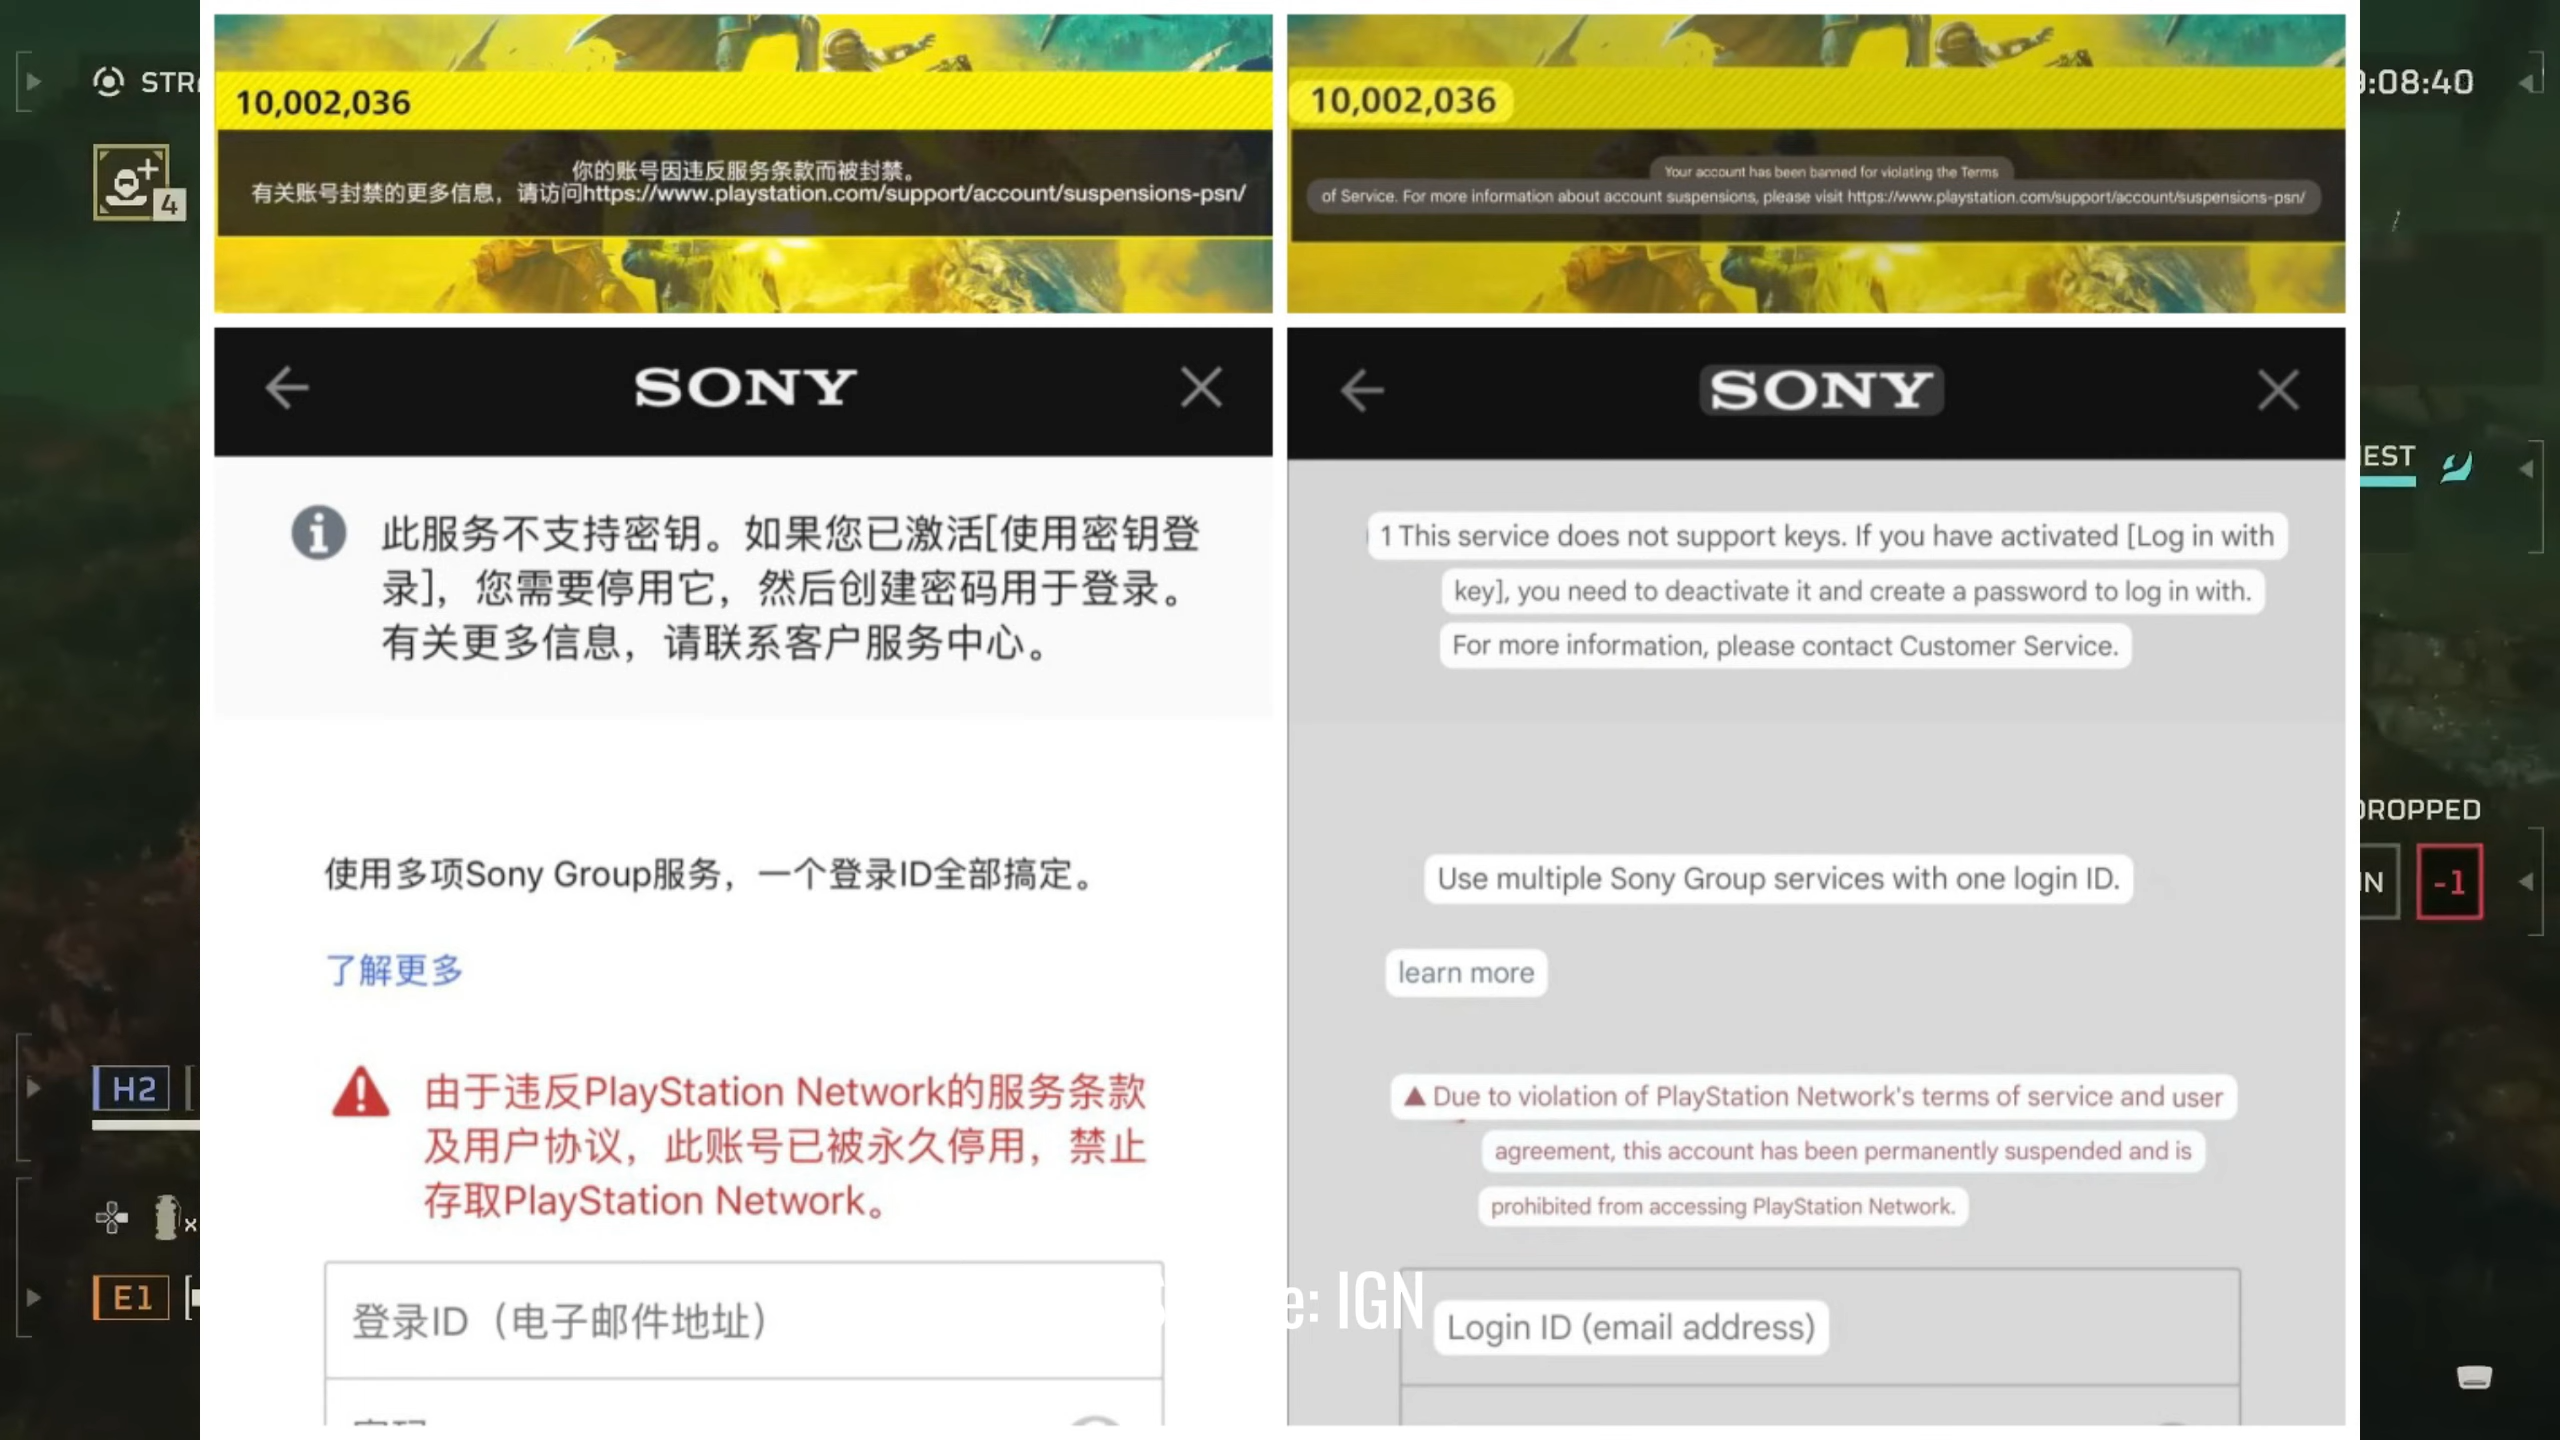 STR
10,002,036
你的账号因违反服务条款而被封禁。
有关账号封禁的更多信息，请访问https://www.playstation.com/support/account/suspensions-psn/
SONY
此服务不支持密钥。如果您已激活[使用密钥登
录]，您需要停用它，然后创建密码用于登录。
有关更多信息，请联系客户服务中心。
使用多项Sony Group服务，一个登录ID全部搞定。
了解更多
由于违反PlayStation Network的服务条款
及用户协议，此账号已被永久停用，禁止
存取PlayStation Network。
登录ID（电子邮件地址）
10,002,036
Your account has been banned for violating the Terms
of Service. For more information about account suspensions, please visit https://www.playstation.com/support/account/suspensions-psn/
SONY
1 This service does not support keys. If you have activated [Log in with
key], you need to deactivate it and create a password to log in with.
For more information, please contact Customer Service.
Use multiple Sony Group services with one login ID.
learn more
Due to violation of PlayStation Network's terms of service and user
agreement, this account has been permanently suspended and is
prohibited from accessing PlayStation Network.
e: IGN
Login ID (email address)
4
H2
x
E1
:08:40
EST
ROPPED
IN
-1